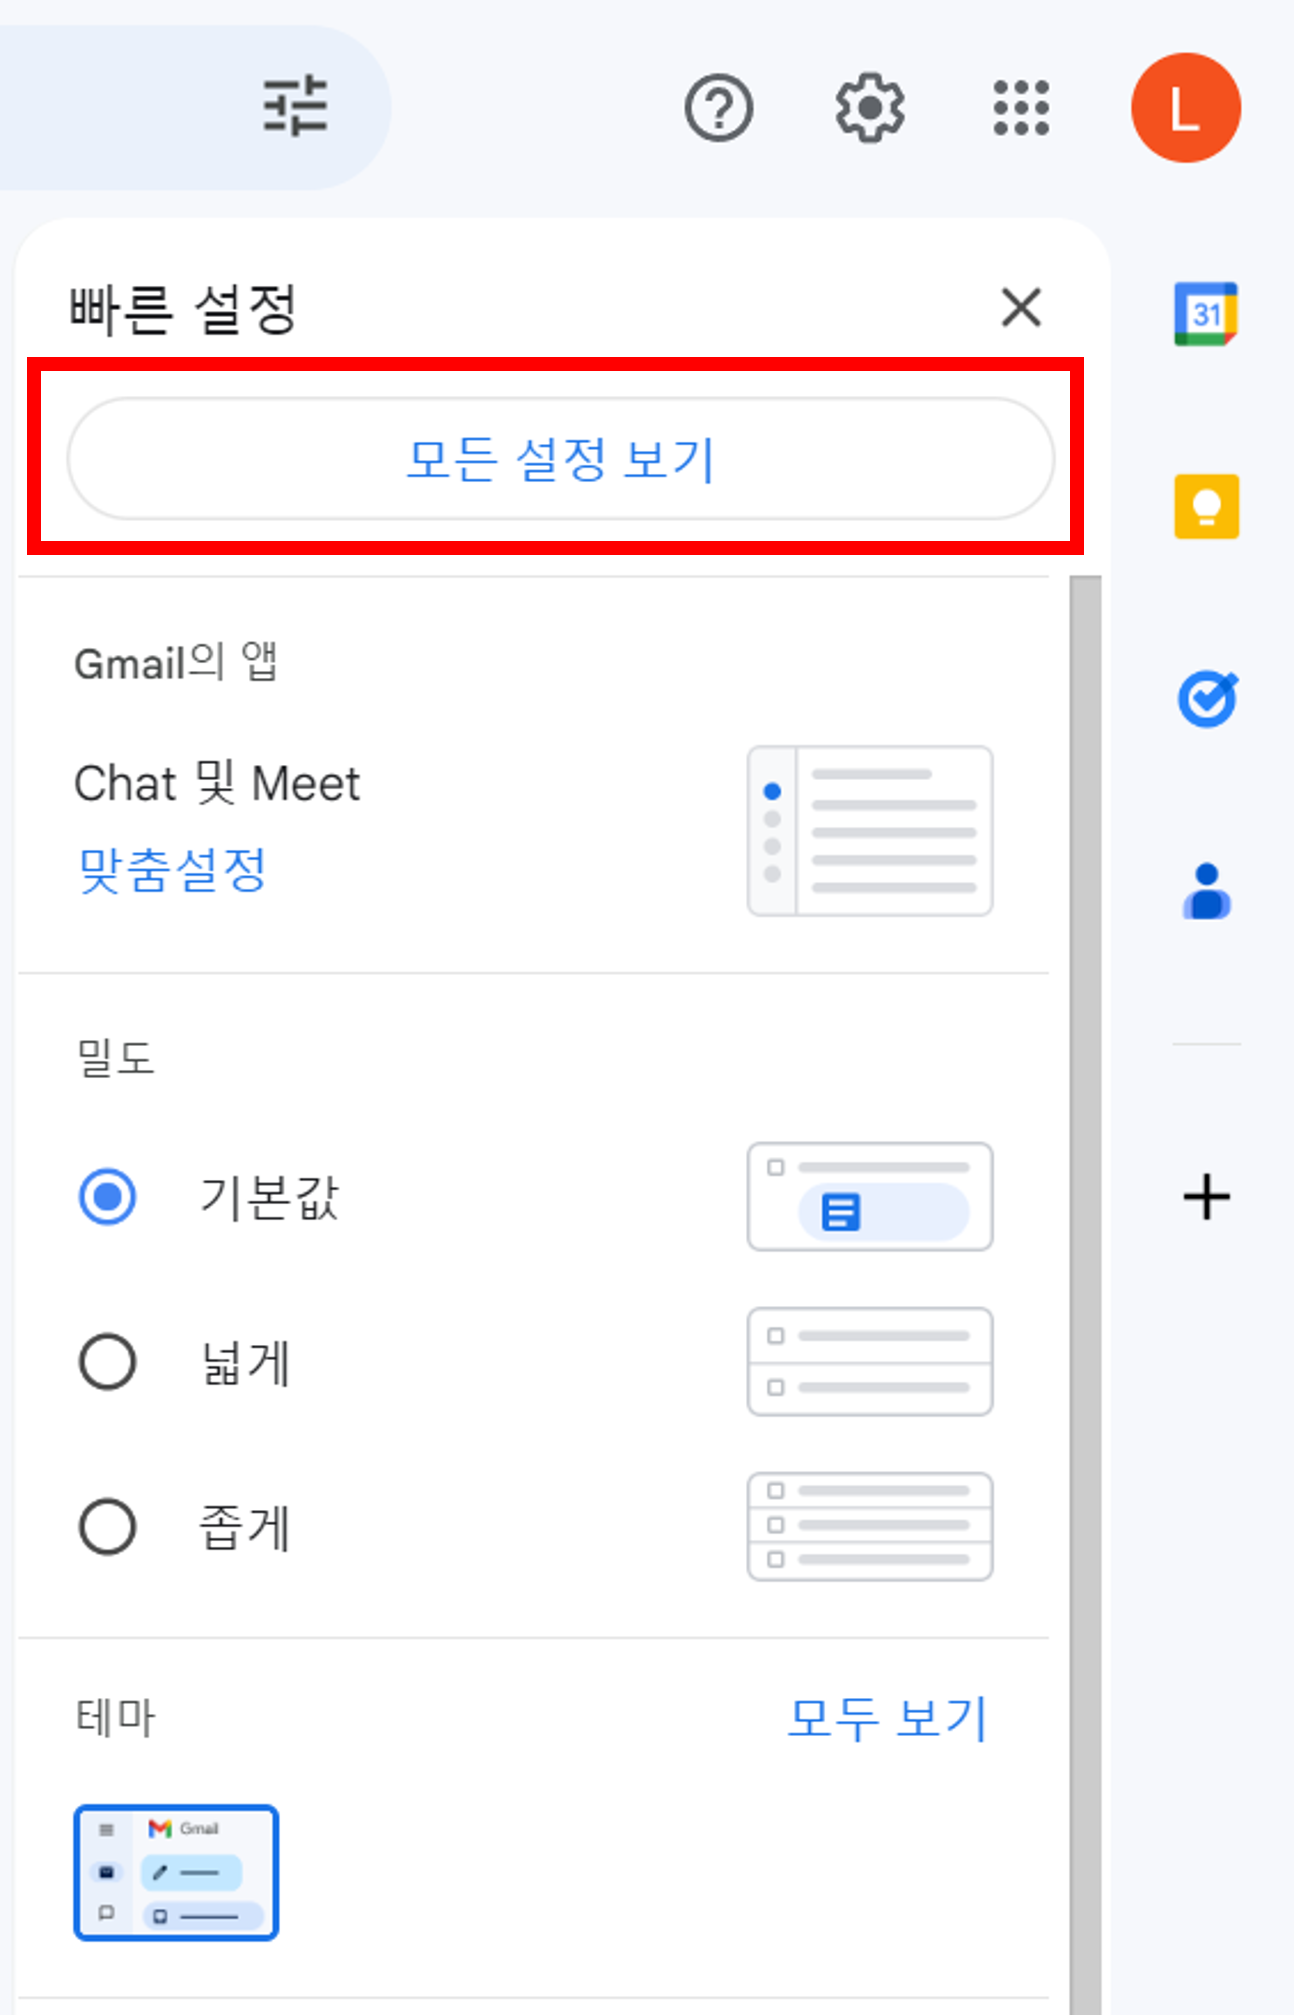 L
빠른 설정
모든 설정 보기
31
Gmail의 앱
Chat 및 Meet
맞춤설정
밀도
기본값
넓게
좁게
테마
모두 보기
Gmail